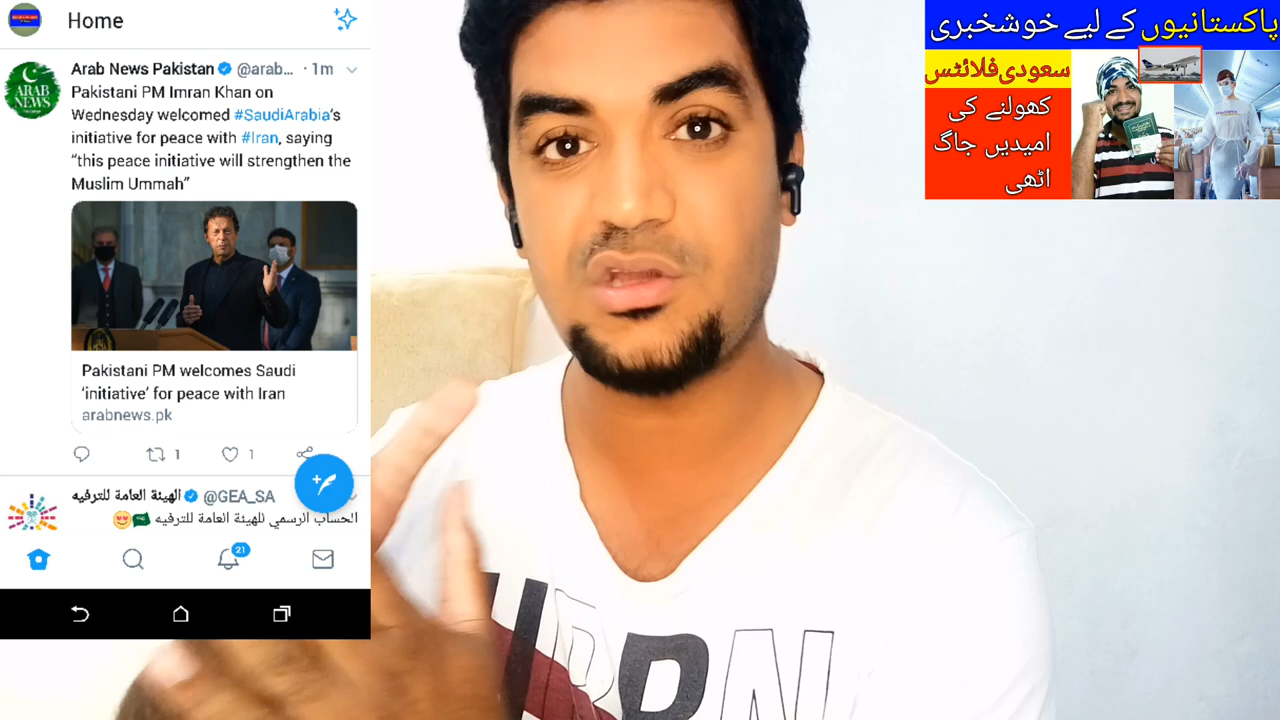 Home
Arab News Pakistan @arab... · 1m
Pakistani PM Imran Khan on
Wednesday welcomed #SaudiArabia's
initiative for peace with #Iran, saying
“this peace initiative will strengthen the
Muslim Ummah”
ARAB
NEWS
Pakistani PM welcomes Saudi
'initiative' for peace with Iran
arabnews.pk
1
1
الهيئة العامة للترفيه @GEA_SA
الحساب الرسمي للهيئة العامة للترفيه
21
پاکستانیوں کے لیے خوشخبری
سعودی فلائٹس
کھولنے کی
امیدیں جاگ
اٹھی